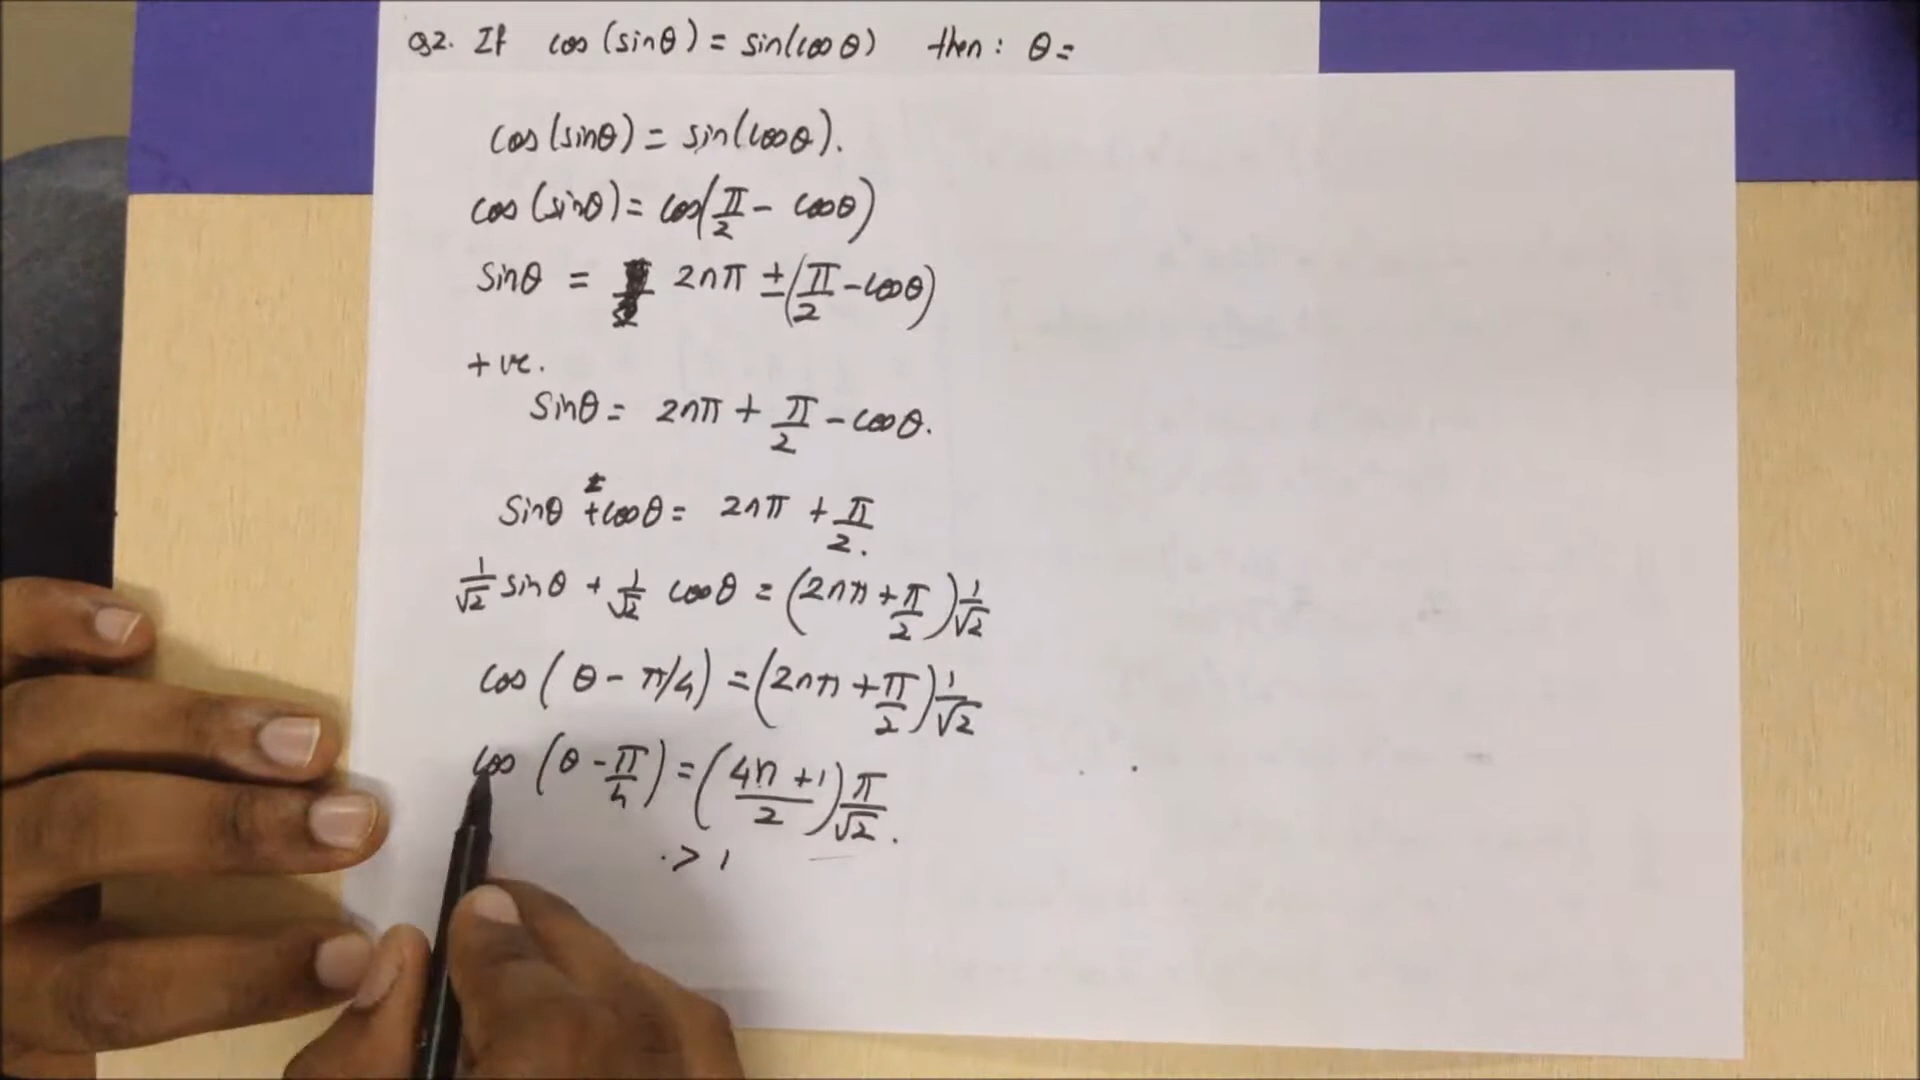 Q2. If cos (sinθ) = sin(cosθ) then : θ =
cos (sinθ) = sin(cosθ).
cos (sinθ) = cos(π/2 - cosθ)
sinθ = 2nπ ± (π/2 - cosθ)
+ve.
sinθ = 2nπ + π/2 - cosθ.
sinθ + cosθ = 2nπ + π/2.
1/√2 sinθ + 1/√2 cosθ = (2nπ + π/2) 1/√2
cos (θ - π/4) = (2nπ + π/2) 1/√2
cos (θ - π/4) = (4n + 1/2) π/√2.
. > 1